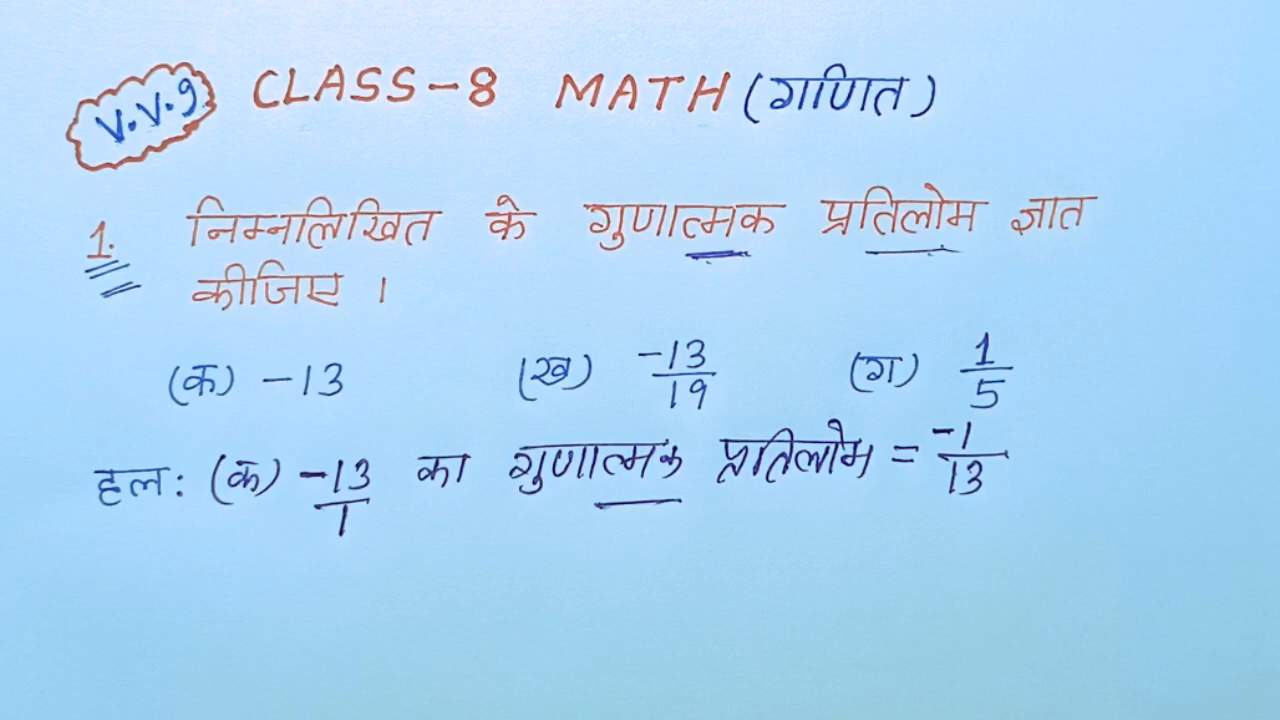 V.V.9 CLASS-8 MATH (गणित)
1. निम्नलिखित के गुणात्मक प्रतिलोम ज्ञात
कीजिए ।
(क) -13 (ख) -13/19 (ग) 1/5
हल: (क) -13/1 का गुणात्मक प्रतिलोम = -1/13